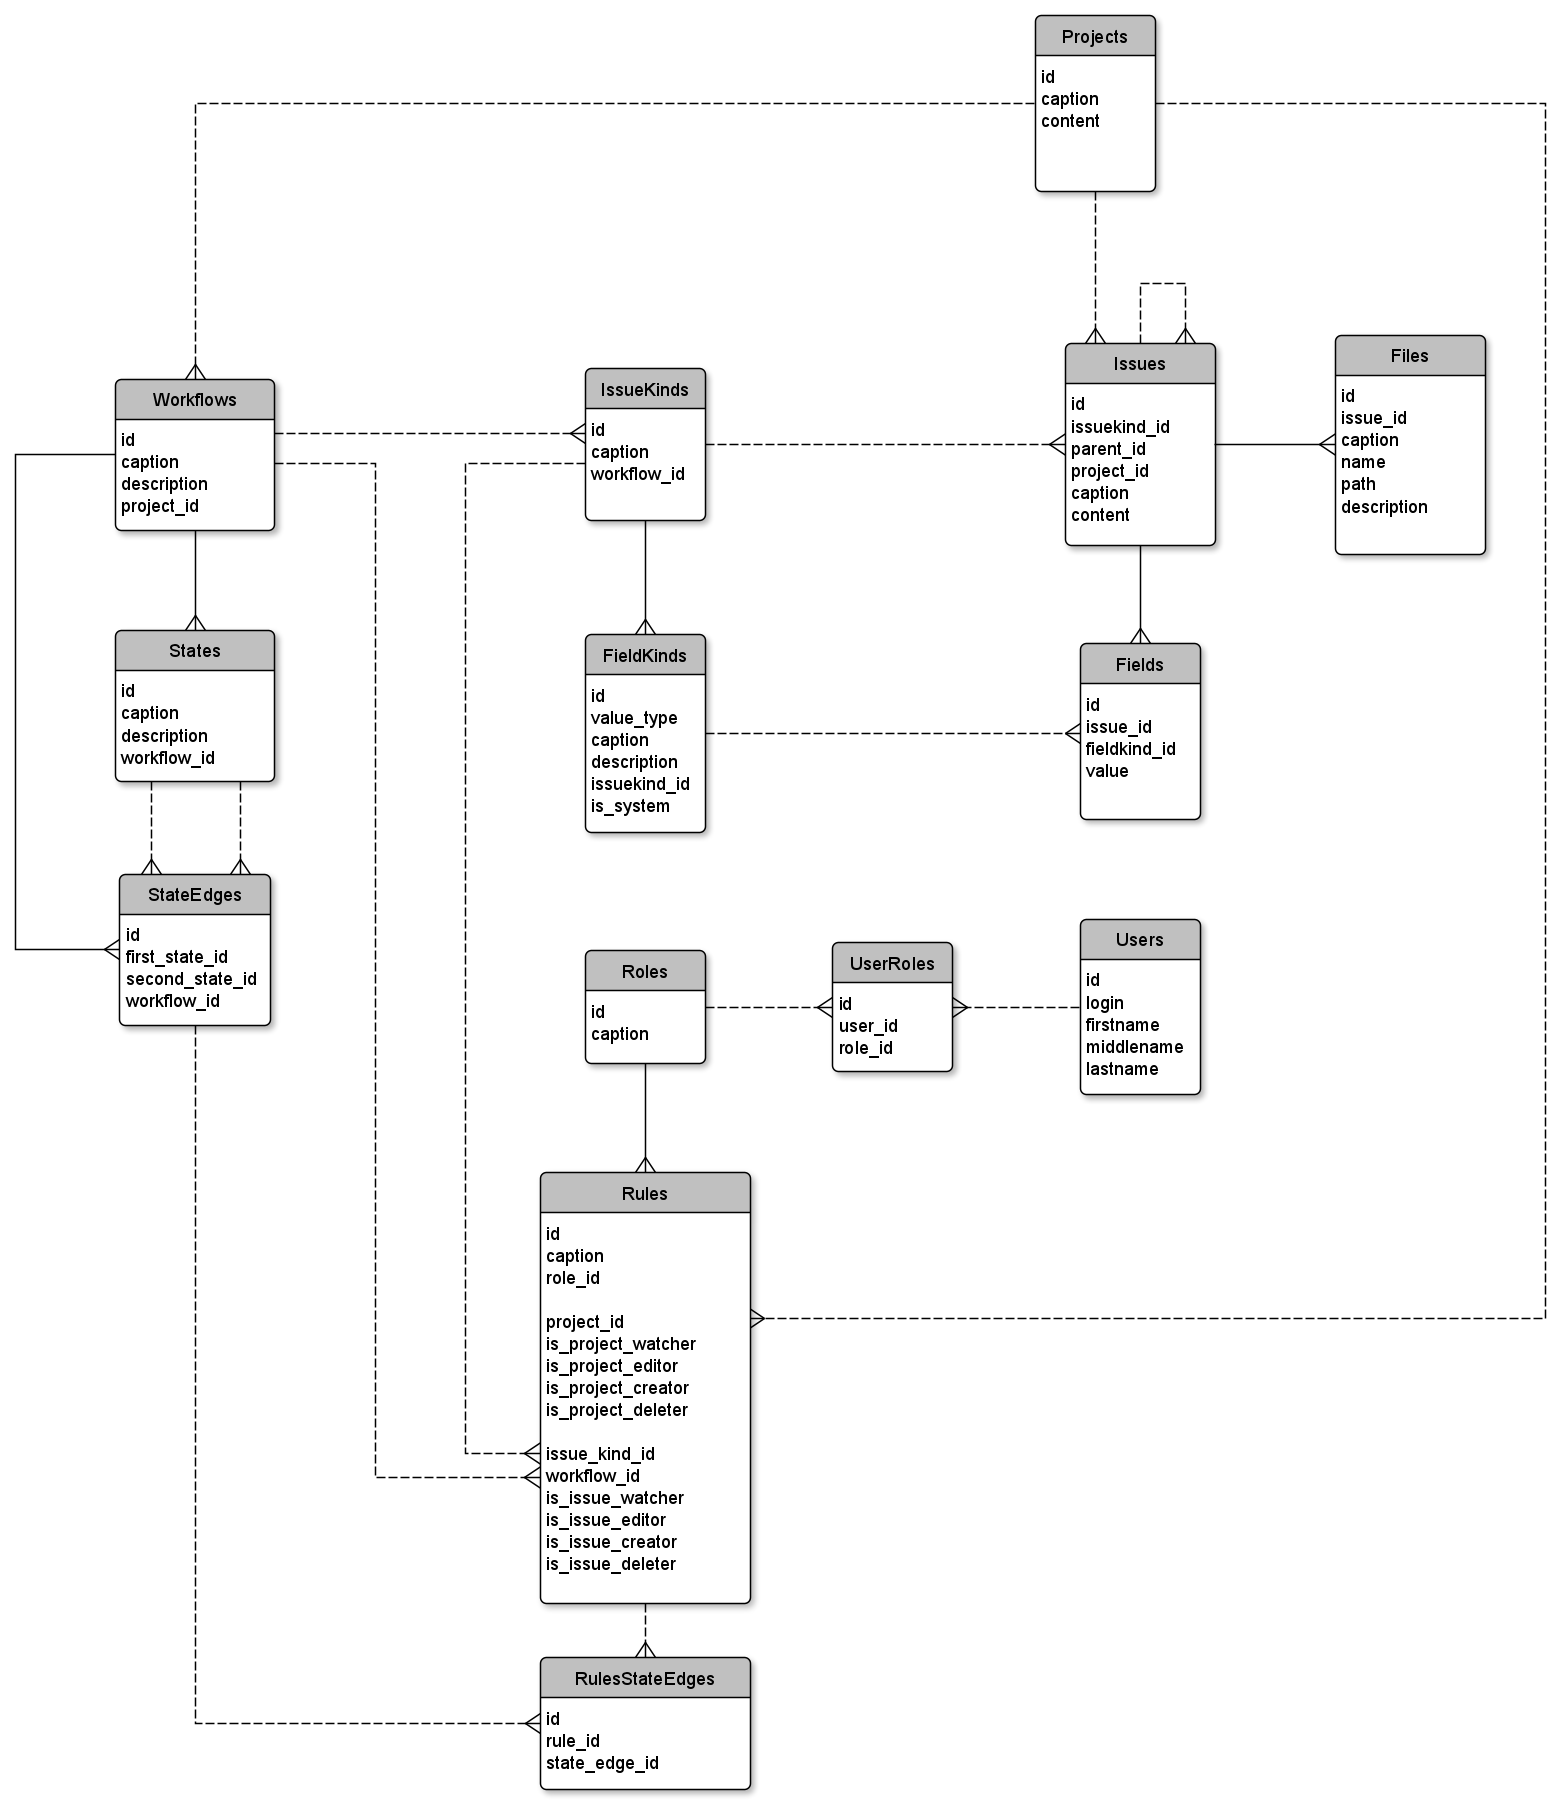 Projects
id
caption
content
Workflows
id
caption
description
project_id
IssueKinds
id
caption
workflow_id
Issues
id
issuekind_id
parent_id
project_id
caption
content
Files
id
issue_id
caption
name
path
description
States
id
caption
description
workflow_id
FieldKinds
id
value_type
caption
description
issuekind_id
is_system
Fields
id
issue_id
fieldkind_id
value
StateEdges
id
first_state_id
second_state_id
workflow_id
Roles
id
caption
UserRoles
id
user_id
role_id
Users
id
login
firstname
middlename
lastname
Rules
id
caption
role_id
project_id
is_project_watcher
is_project_editor
is_project_creator
is_project_deleter
issue_kind_id
workflow_id
is_issue_watcher
is_issue_editor
is_issue_creator
is_issue_deleter
RulesStateEdges
id
rule_id
state_edge_id